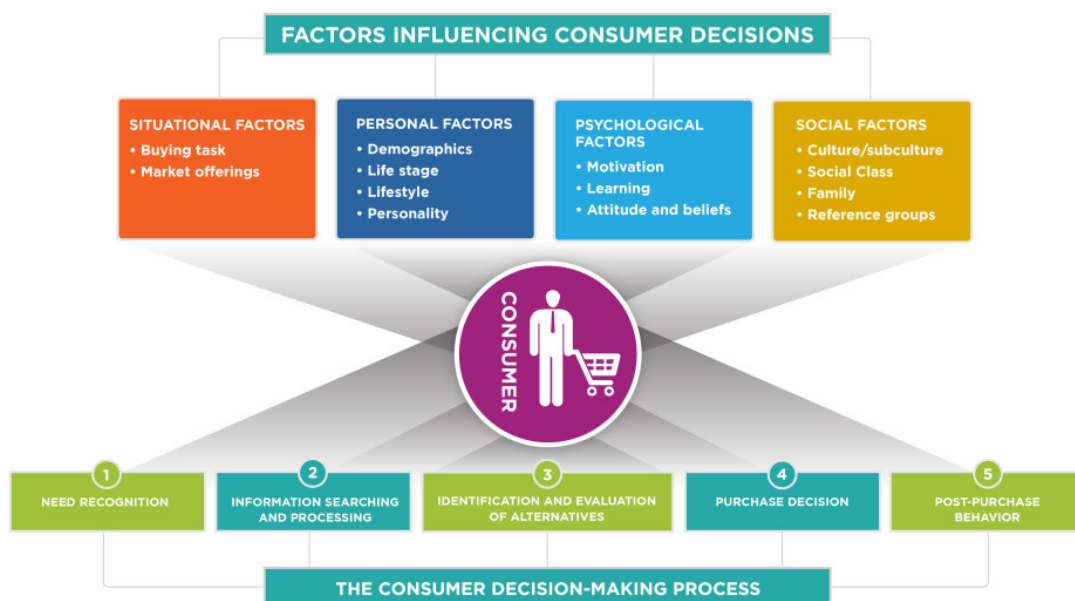 FACTORS INFLUENCING CONSUMER DECISIONS
SITUATIONAL FACTORS
• Buying task
• Market offerings
PERSONAL FACTORS
• Demographics
• Life stage
• Lifestyle
• Personality
PSYCHOLOGICAL
FACTORS
• Motivation
• Learning
• Attitude and beliefs
SOCIAL FACTORS
• Culture/subculture
• Social Class
• Family
• Reference groups
CONSUMER
1
NEED RECOGNITION
2
INFORMATION SEARCHING
AND PROCESSING
3
IDENTIFICATION AND EVALUATION
OF ALTERNATIVES
4
PURCHASE DECISION
5
POST-PURCHASE
BEHAVIOR
THE CONSUMER DECISION-MAKING PROCESS